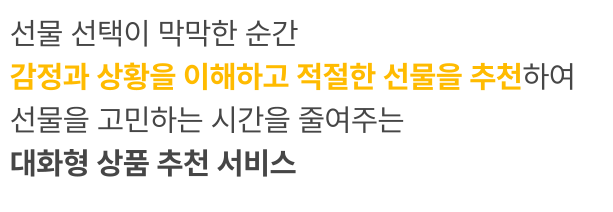 선물 선택이 막막한 순간
감정과 상황을 이해하고 적절한 선물을 추천하여
선물을 고민하는 시간을 줄여주는
대화형 상품 추천 서비스